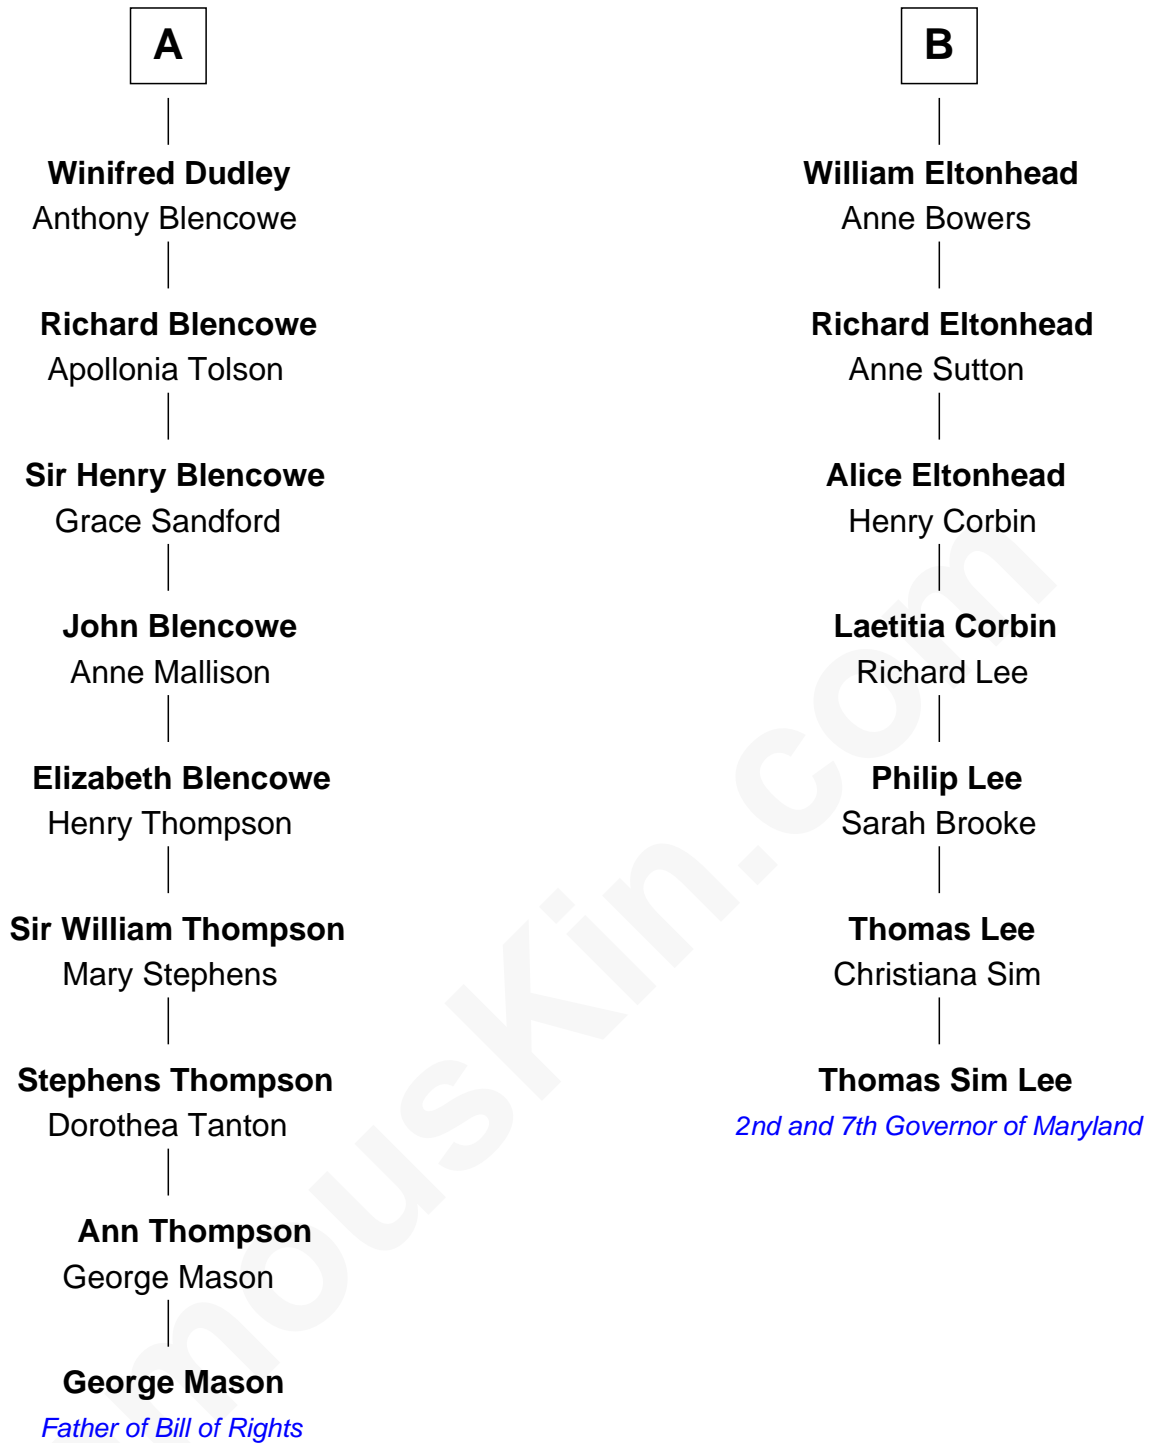 A
Winifred Dudley
Anthony Blencowe
Richard Blencowe
Apollonia Tolson
Sir Henry Blencowe
Grace Sandford
John Blencowe
Anne Mallison
Elizabeth Blencowe
Henry Thompson
Sir William Thompson
Mary Stephens
Stephens Thompson
Dorothea Tanton
Ann Thompson
George Mason
George Mason
Father of Bill of Rights
B
William Eltonhead
Anne Bowers
Richard Eltonhead
Anne Sutton
Alice Eltonhead
Henry Corbin
Laetitia Corbin
Richard Lee
Philip Lee
Sarah Brooke
Thomas Lee
Christiana Sim
Thomas Sim Lee
2nd and 7th Governor of Maryland
mousKin.com